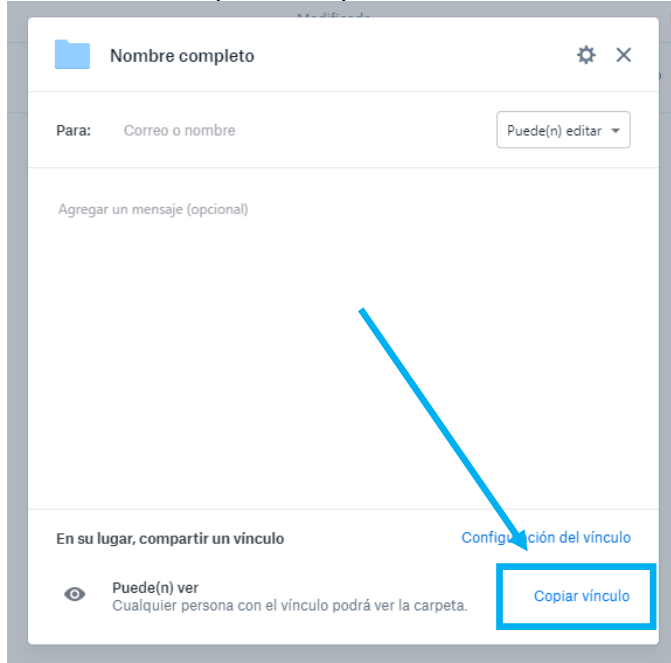 Modificado
Nombre completo
Para: Correo o nombre Puede(n) editar
Agregar un mensaje (opcional)
En su lugar, compartir un vínculo Configuración del vínculo
Puede(n) ver
Cualquier persona con el vínculo podrá ver la carpeta. Copiar vínculo